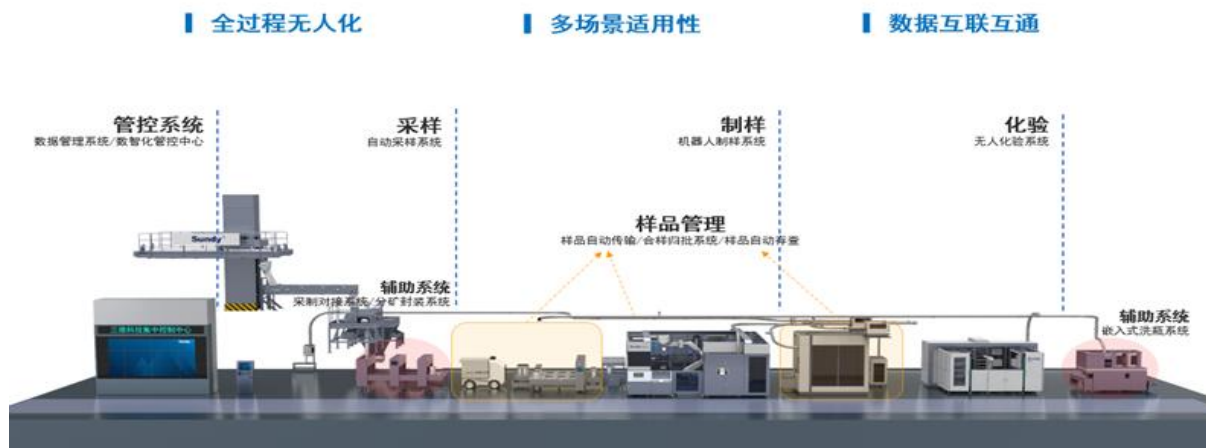 全过程无人化
多场景适用性
数据互联互通
管控系统
数据管理系统/数智化管控中心
采样
自动采样系统
制样
机器人制样系统
化验
无人化验系统
样品管理
样品自动传输/合样归批系统/样品自动存查
Sundy
辅助系统
采制对接系统/分矿封装系统
辅助系统
嵌入式洗瓶系统
三德科技集中控制中心